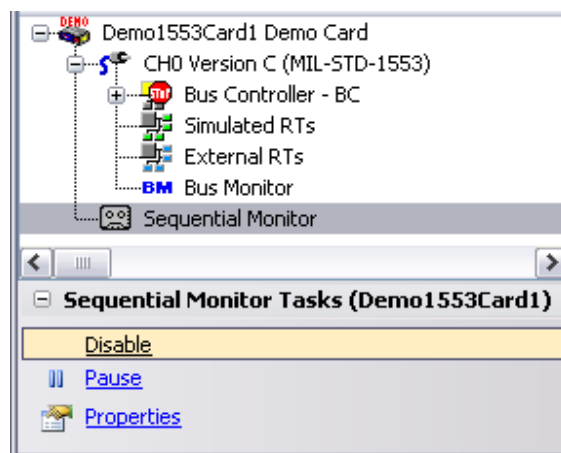 DEMO
Demo1553Card1 Demo Card
CH0 Version C (MIL-STD-1553)
Bus Controller - BC
Simulated RTs
External RTs
BM Bus Monitor
Sequential Monitor
Sequential Monitor Tasks (Demo1553Card1)
Disable
Pause
Properties